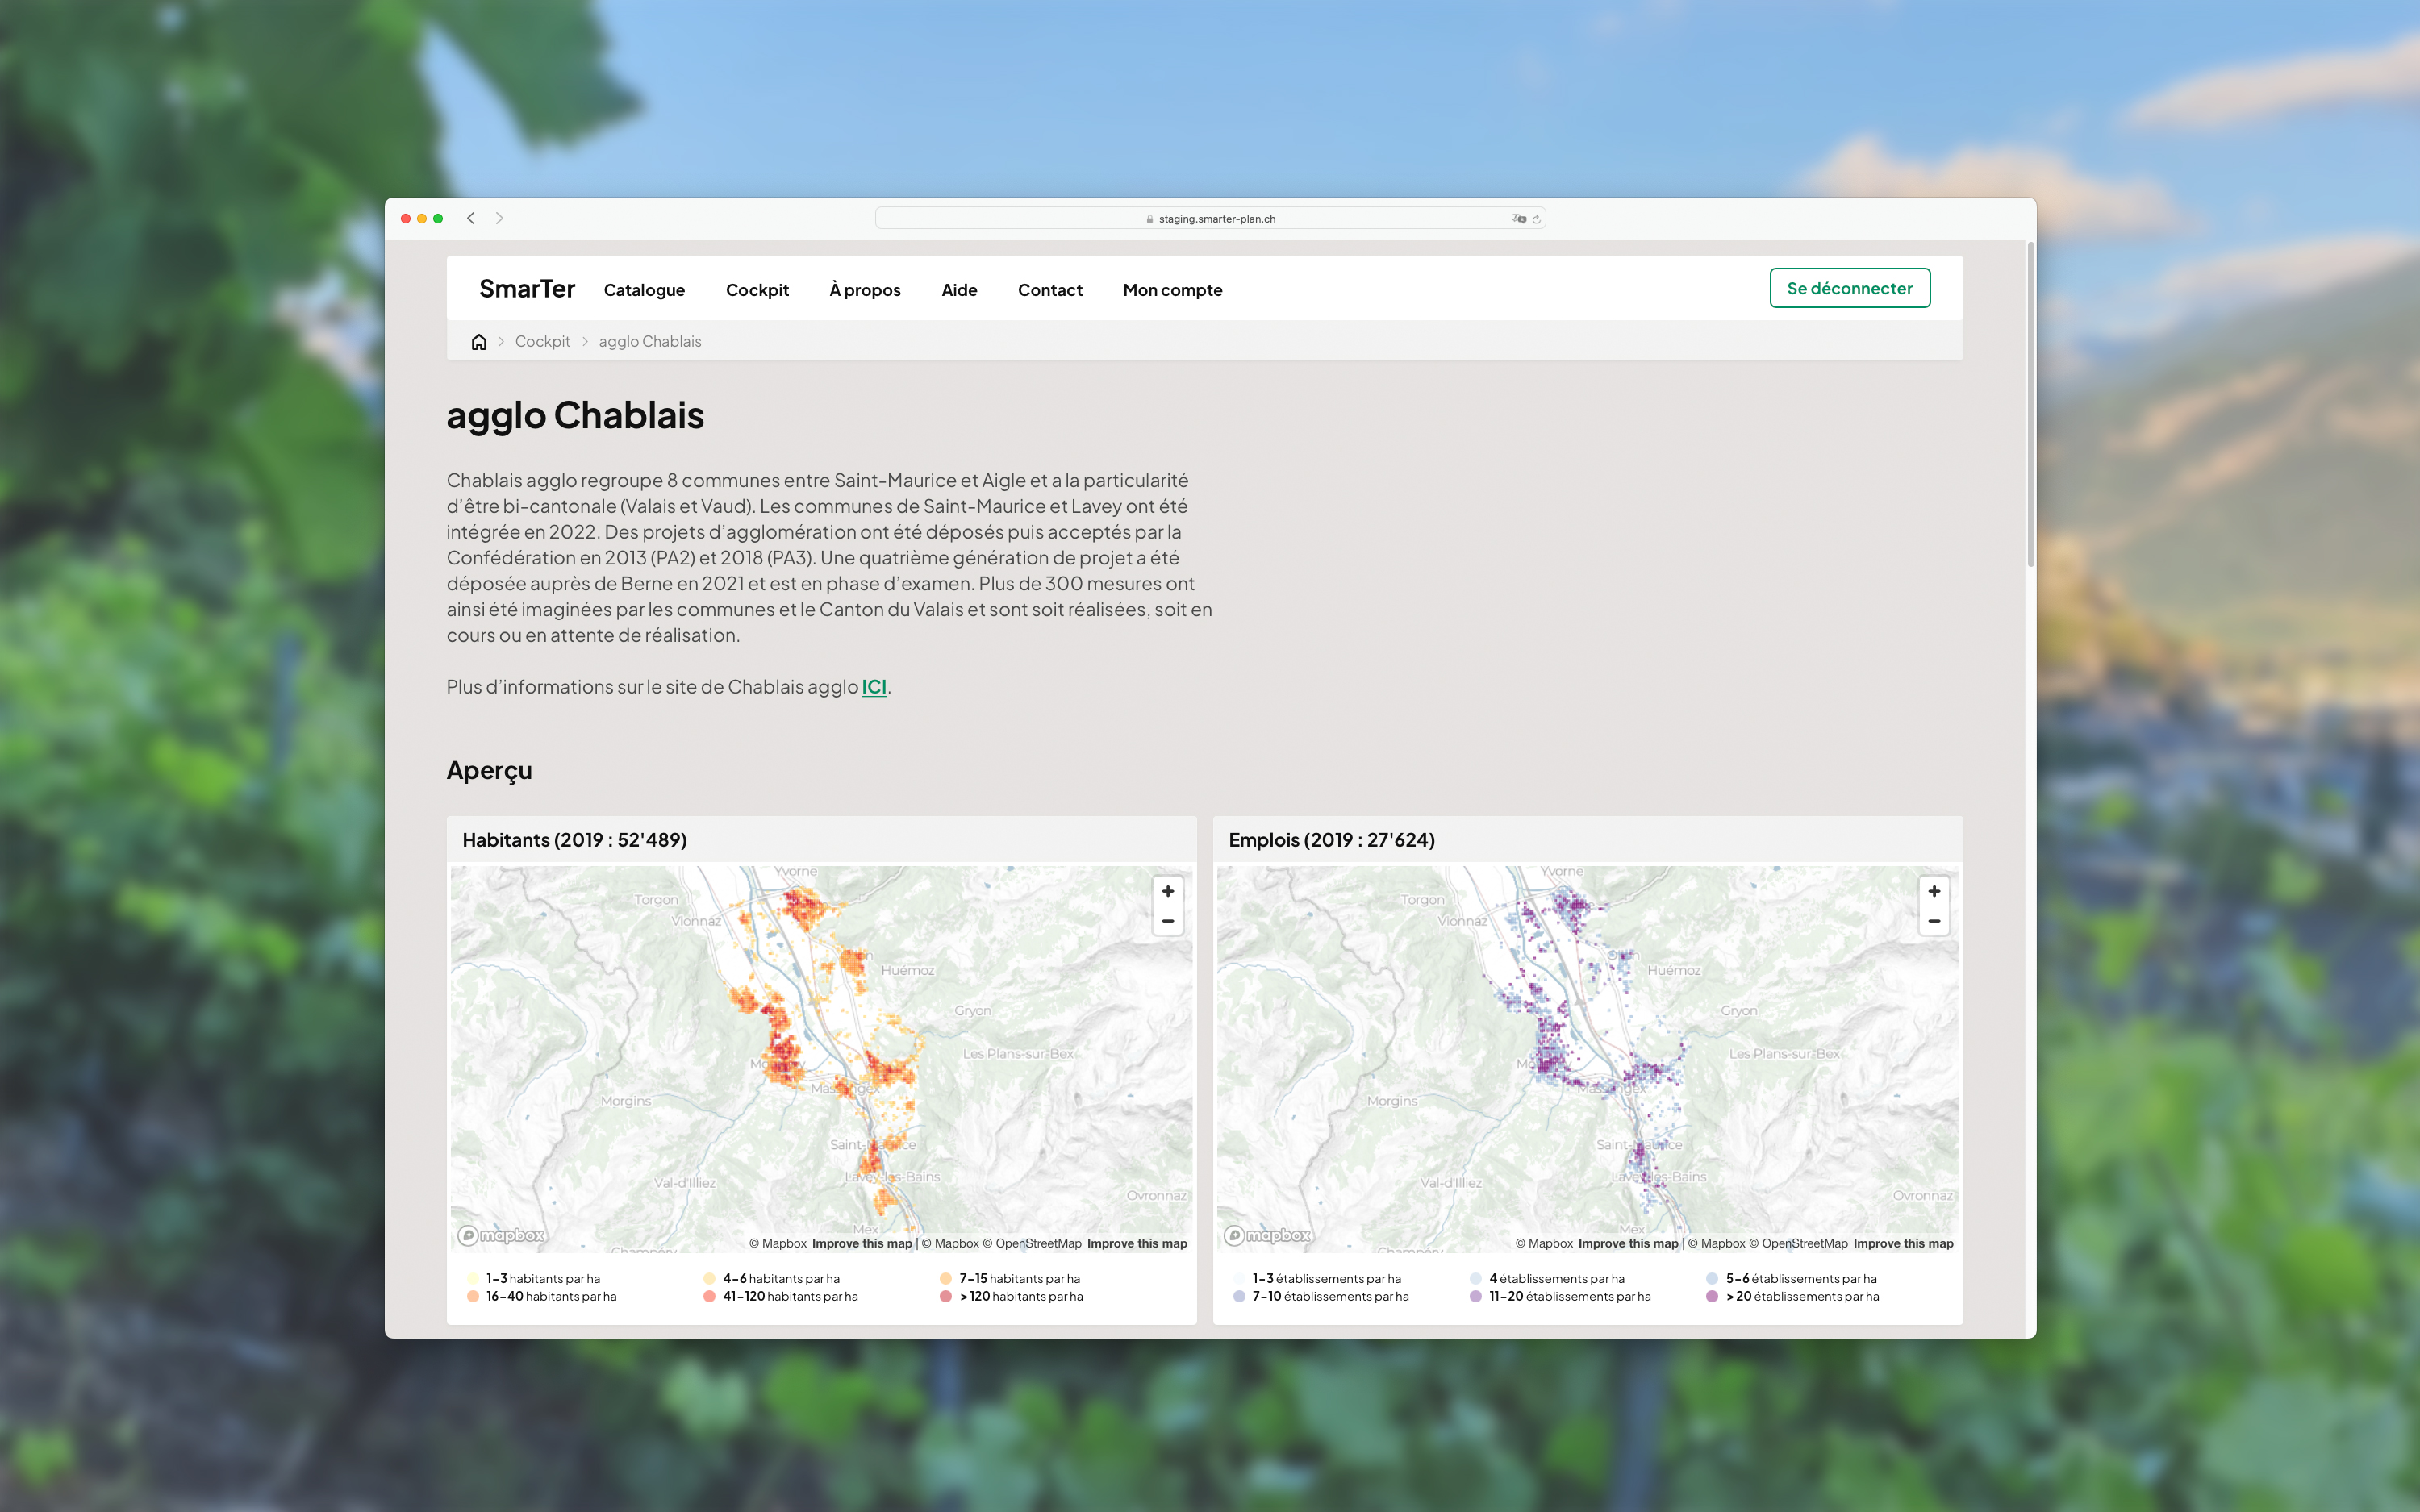 staging.smarter-plan.ch
SmarTer Catalogue Cockpit À propos Aide Contact Mon compte Se déconnecter
Cockpit agglo Chablais
agglo Chablais
Chablais agglo regroupe 8 communes entre Saint-Maurice et Aigle et a la particularité
d’être bi-cantonale (Valais et Vaud). Les communes de Saint-Maurice et Lavey ont été
intégrée en 2022. Des projets d’agglomération ont été déposés puis acceptés par la
Confédération en 2013 (PA2) et 2018 (PA3). Une quatrième génération de projet a été
déposée auprès de Berne en 2021 et est en phase d’examen. Plus de 300 mesures ont
ainsi été imaginées par les communes et le Canton du Valais et sont soit réalisées, soit en
cours ou en attente de réalisation.
Plus d’informations sur le site de Chablais agglo ICI.
Aperçu
Habitants (2019 : 52'489)
Yvorne
Torgon
Vionnaz
Huémoz
Gryon
Les Plans-sur-Bex
Massongex
Morgins
Saint-Maurice
Lavey-les-Bains
Val-d'Illiez
Ovronnaz
Mex
Champéry
mapbox
© Mapbox Improve this map | © Mapbox © OpenStreetMap Improve this map
1-3 habitants par ha 4-6 habitants par ha 7-15 habitants par ha
16-40 habitants par ha 41-120 habitants par ha > 120 habitants par ha
Emplois (2019 : 27'624)
Yvorne
Torgon
Vionnaz
Ollon
Huémoz
Gryon
Les Plans-sur-Bex
Massongex
Morgins
Saint-Maurice
Lavey-les-Bains
Val-d'Illiez
Ovronnaz
Mex
Champéry
mapbox
© Mapbox Improve this map | © Mapbox © OpenStreetMap Improve this map
1-3 établissements par ha 4 établissements par ha 5-6 établissements par ha
7-10 établissements par ha 11-20 établissements par ha > 20 établissements par ha